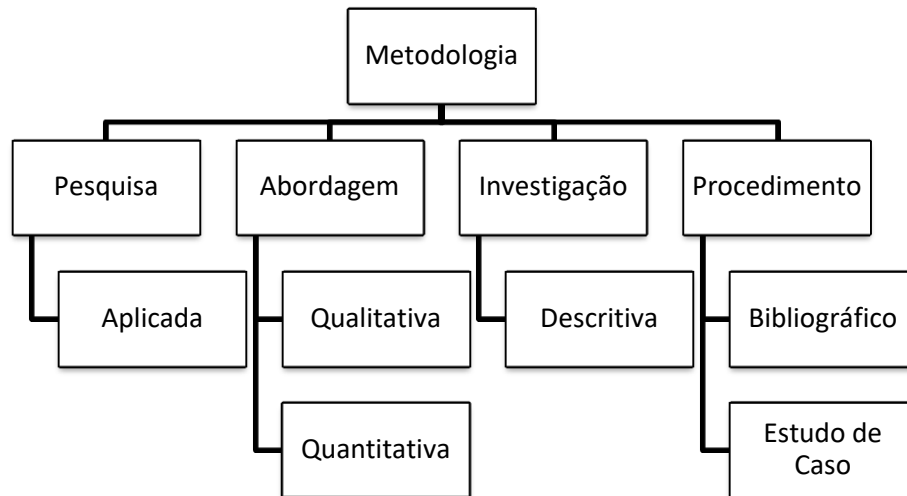 Metodologia
Pesquisa
Abordagem
Investigação
Procedimento
Aplicada
Qualitativa
Descritiva
Bibliográfico
Quantitativa
Estudo de
Caso